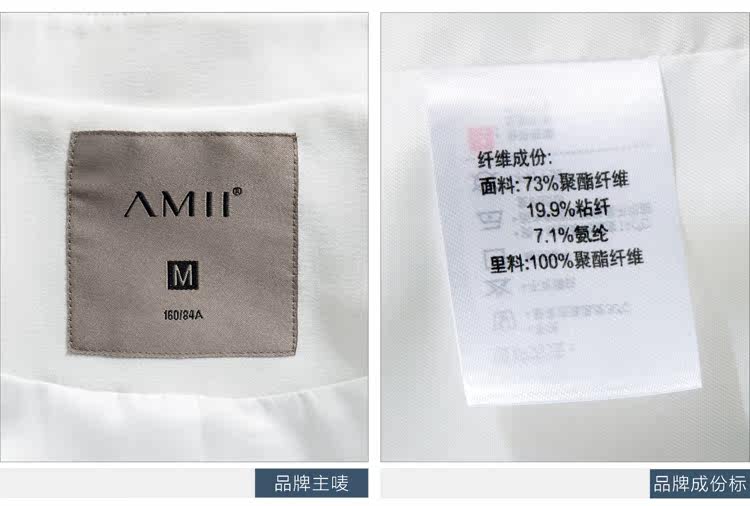 AMII®
M
160/84A
品牌主唛
纤维成份:
面料: 73%聚酯纤维
19.9%粘纤
7.1%氨纶
里料:100%聚酯纤维
品牌成份标